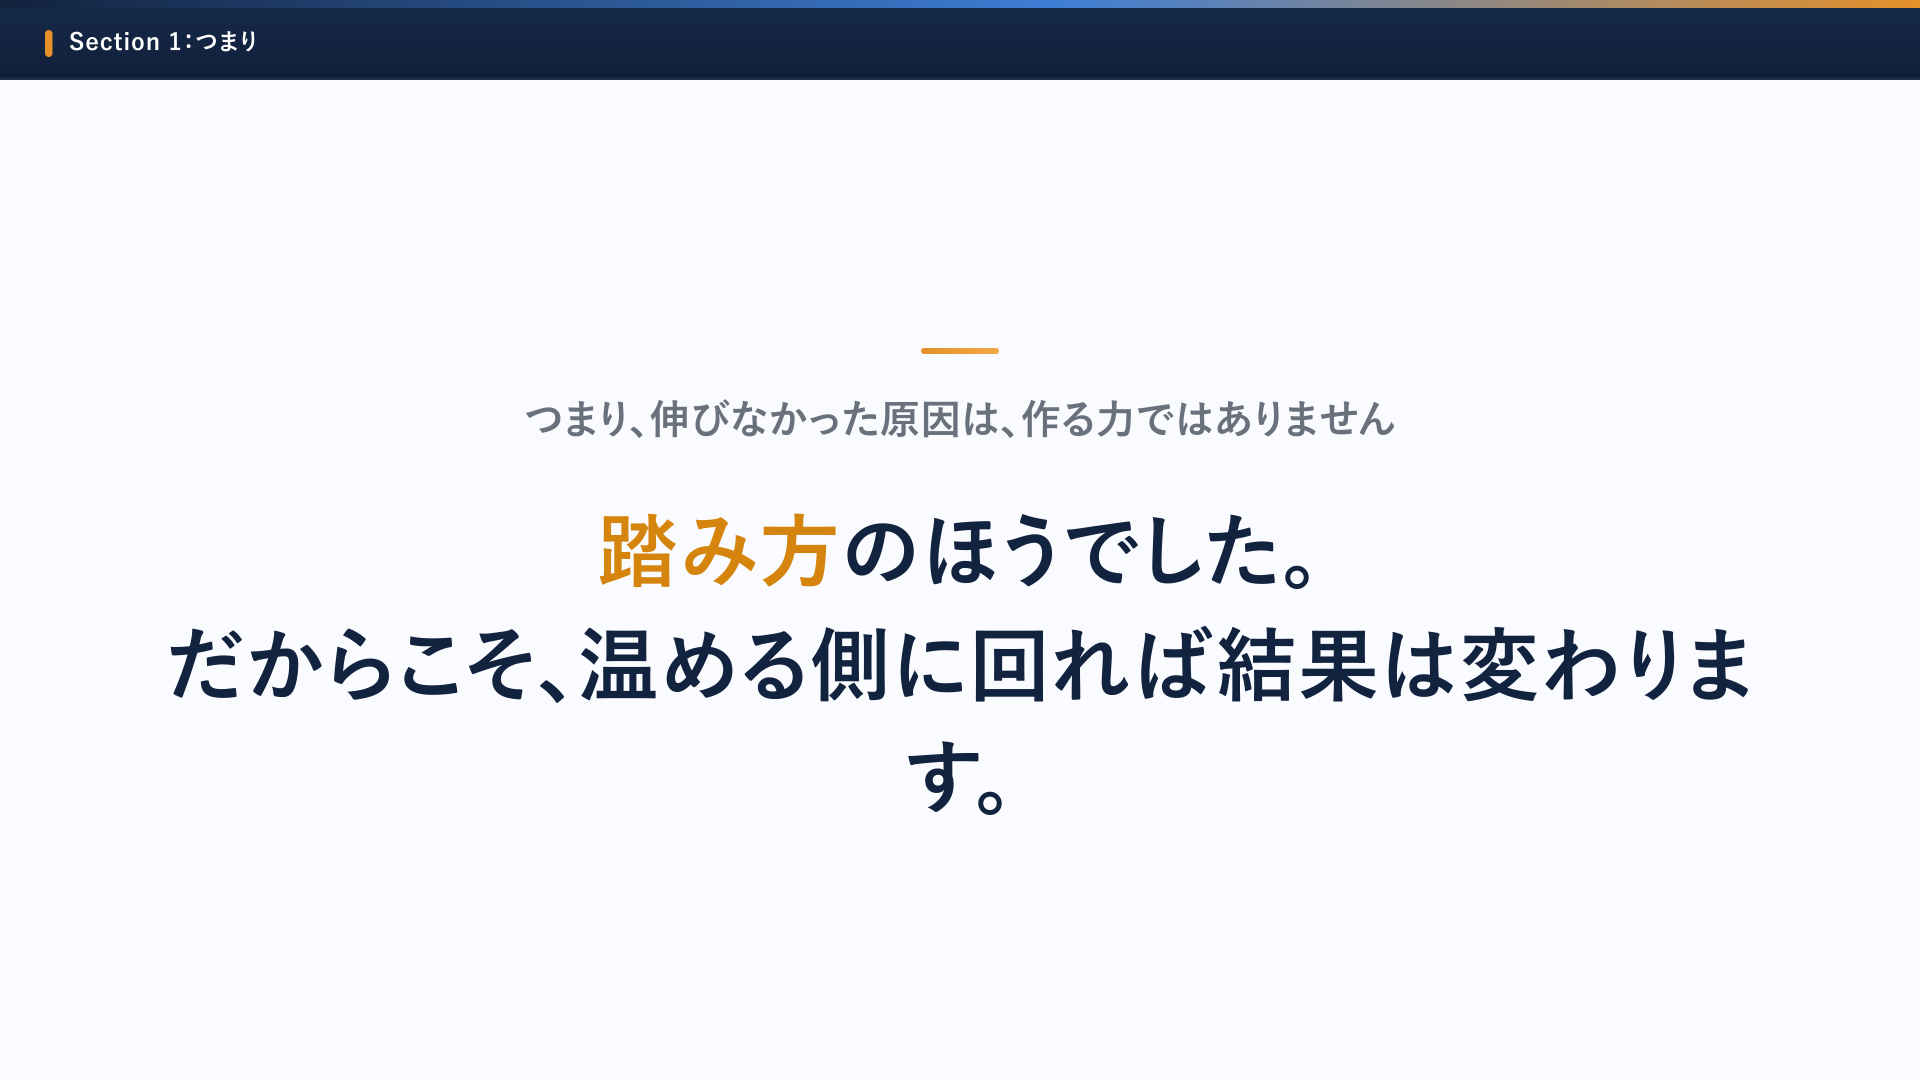 Section 1：つまり
つまり、伸びなかった原因は、作る力ではありません
踏み方のほうでした。
だからこそ、温める側に回れば結果は変わりま
す。